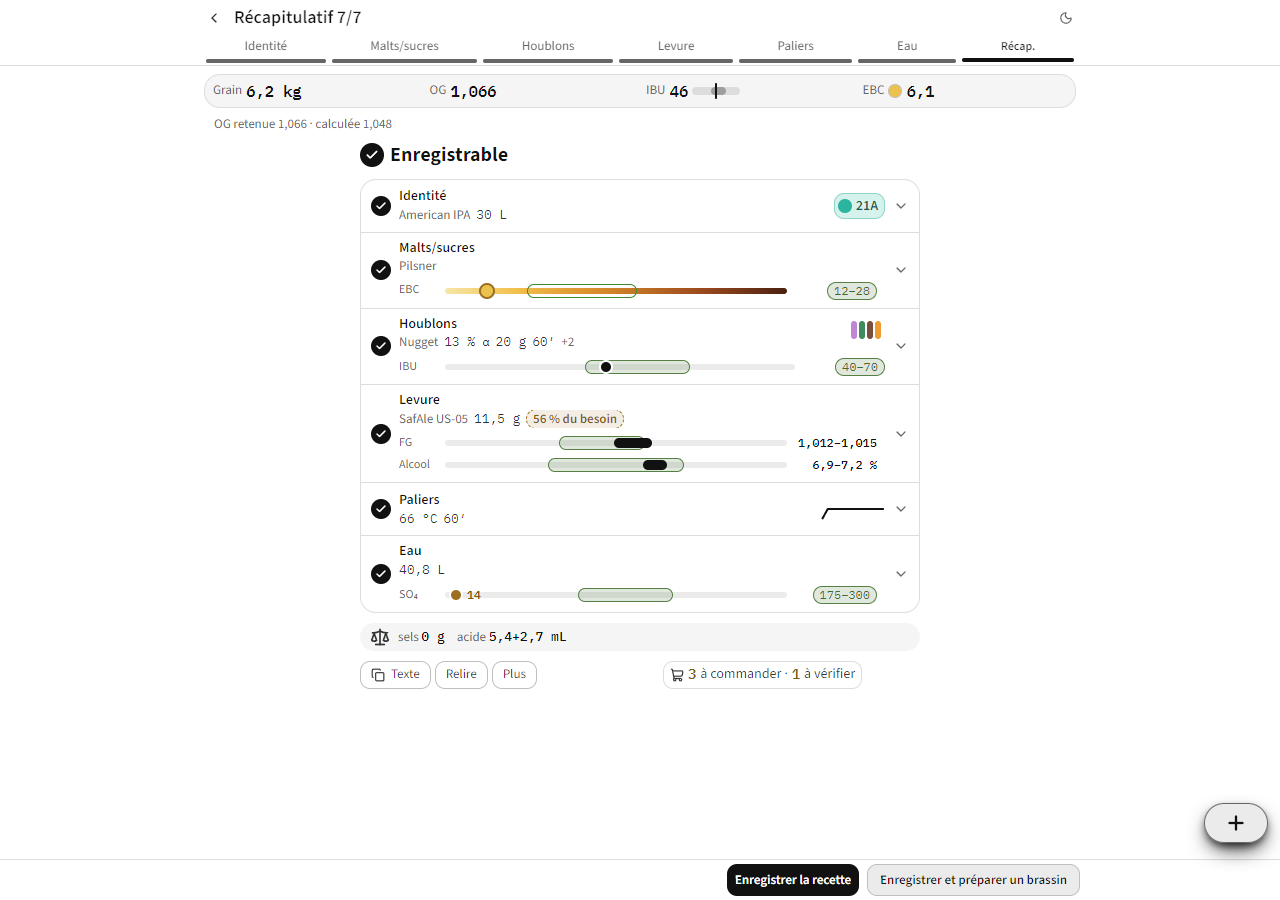 Récapitulatif 7/7
Identité Malts/sucres Houblons Levure Paliers Eau Récap.
Grain 6,2 kg OG 1,066 IBU 46 EBC 6,1
OG retenue 1,066 · calculée 1,048
Enregistrable
Identité
American IPA 30 L 21A
Malts/sucres
Pilsner
EBC 12–28
Houblons
Nugget 13 % α 20 g 60′ +2
IBU 40–70
Levure
SafAle US-05 11,5 g 56 % du besoin
FG 1,012–1,015
Alcool 6,9–7,2 %
Paliers
66 °C 60′
Eau
40,8 L
SO₄ 14 175–300
sels 0 g acide 5,4+2,7 mL
Texte Relire Plus 3 à commander · 1 à vérifier
+
Enregistrer la recette Enregistrer et préparer un brassin